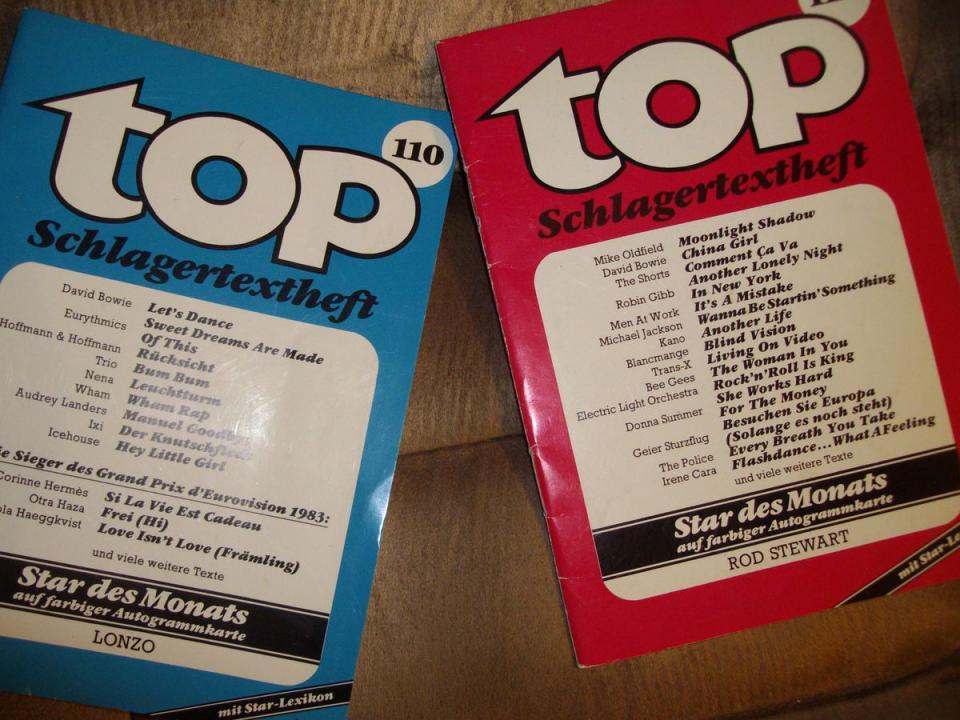 top
110
Schlagertextheft
David Bowie Let's Dance
Eurythmics Sweet Dreams Are Made
Of This
Hoffmann & Hoffmann Rücksicht
Trio Bum Bum
Nena Leuchtturm
Wham Wham Rap
Audrey Landers Manuel Goodbye
Ixi Der Knutschfleck
Icehouse Hey Little Girl
Sieger des Grand Prix d'Eurovision 1983:
Corinne Hermès Si La Vie Est Cadeau
Otra Haza Frei (Hi)
Haeggkvist Love Isn't Love (Främling)
und viele weitere Texte
Star des Monats
auf farbiger Autogrammkarte
LONZO
mit Star-Lexikon
top
Schlagertextheft
Mike Oldfield Moonlight Shadow
David Bowie China Girl
The Shorts Comment Ça Va
Robin Gibb Another Lonely Night
In New York
Men At Work It's A Mistake
Michael Jackson Wanna Be Startin' Something
Kano Another Life
Blancmange Blind Vision
Trans-X Living On Video
Bee Gees The Woman In You
Electric Light Orchestra Rock'n'Roll Is King
Donna Summer She Works Hard
For The Money
Geier Sturzflug Besuchen Sie Europa
(Solange es noch steht)
The Police Every Breath You Take
Irene Cara Flashdance...What A Feeling
und viele weitere Texte
Star des Monats
auf farbiger Autogrammkarte
ROD STEWART
mit